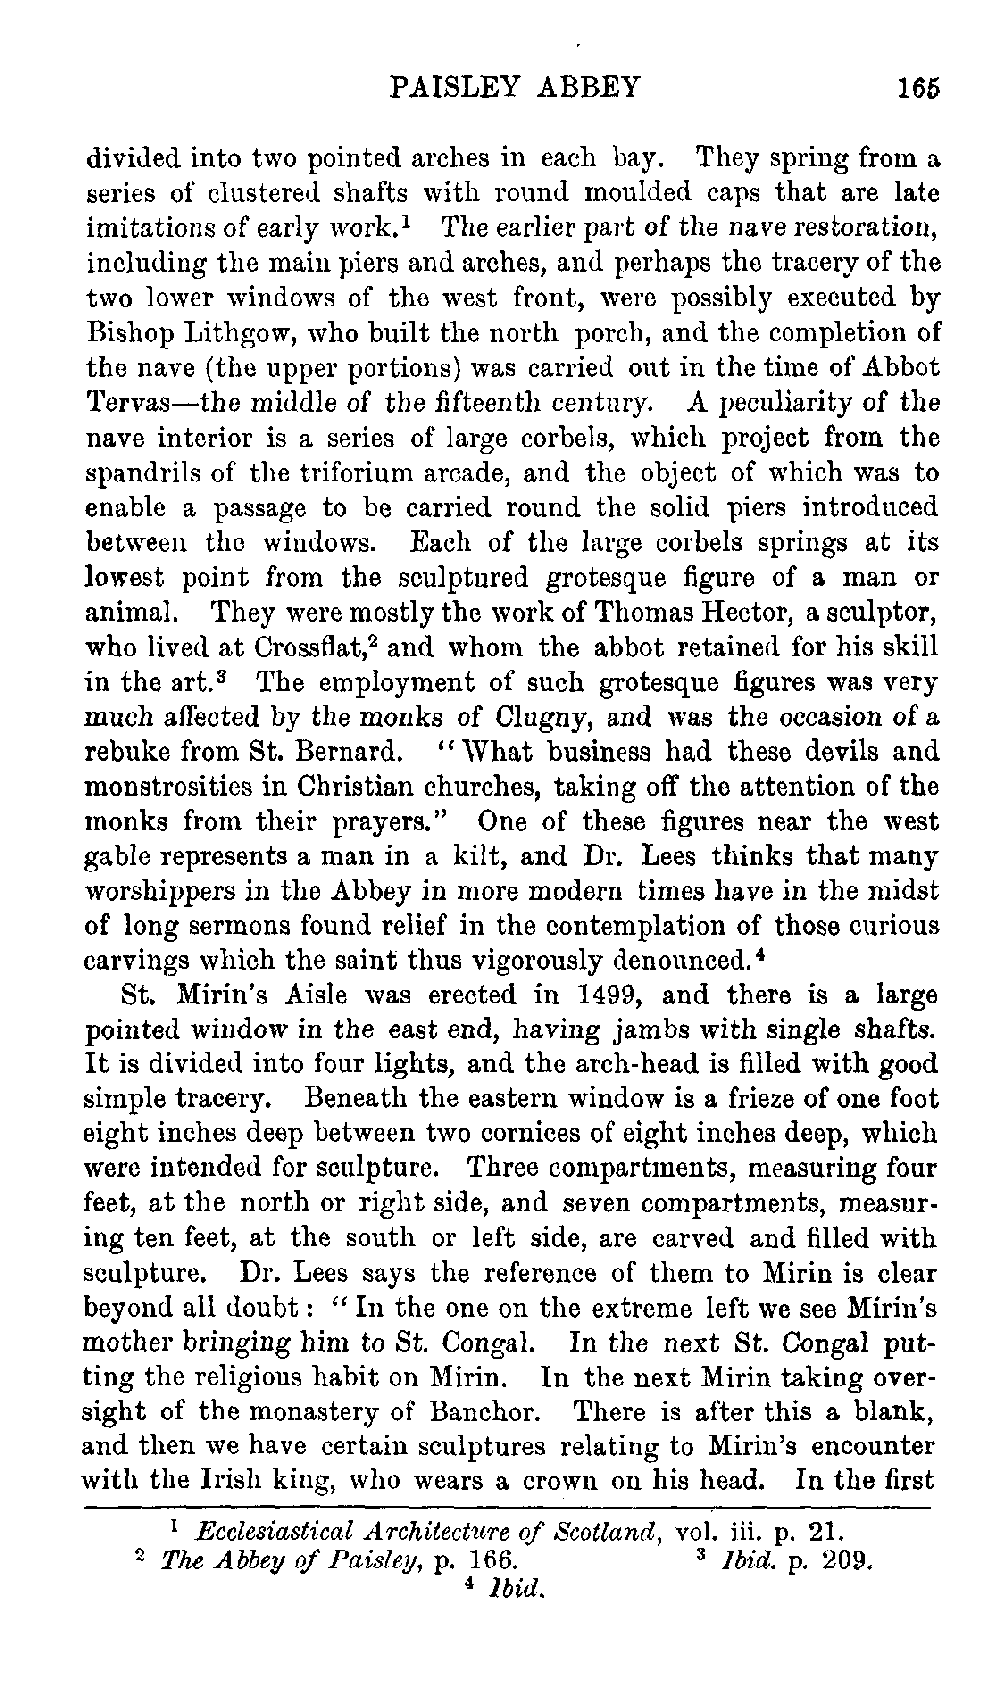 PAISLEY ABBEY 165
divided into two pointed arches in each bay. They spring from a
series of clustered shafts with round moulded caps that are late
imitations of early work.¹ The earlier part of the nave restoration,
including the main piers and arches, and perhaps the tracery of the
two lower windows of the west front, were possibly executed by
Bishop Lithgow, who built the north porch, and the completion of
the nave (the upper portions) was carried out in the time of Abbot
Tervas—the middle of the fifteenth century. A peculiarity of the
nave interior is a series of large corbels, which project from the
spandrils of the triforium arcade, and the object of which was to
enable a passage to be carried round the solid piers introduced
between the windows. Each of the large corbels springs at its
lowest point from the sculptured grotesque figure of a man or
animal. They were mostly the work of Thomas Hector, a sculptor,
who lived at Crossflat,² and whom the abbot retained for his skill
in the art.³ The employment of such grotesque figures was very
much affected by the monks of Clugny, and was the occasion of a
rebuke from St. Bernard. “What business had these devils and
monstrosities in Christian churches, taking off the attention of the
monks from their prayers.” One of these figures near the west
gable represents a man in a kilt, and Dr. Lees thinks that many
worshippers in the Abbey in more modern times have in the midst
of long sermons found relief in the contemplation of those curious
carvings which the saint thus vigorously denounced.⁴
St. Mirin’s Aisle was erected in 1499, and there is a large
pointed window in the east end, having jambs with single shafts.
It is divided into four lights, and the arch-head is filled with good
simple tracery. Beneath the eastern window is a frieze of one foot
eight inches deep between two cornices of eight inches deep, which
were intended for sculpture. Three compartments, measuring four
feet, at the north or right side, and seven compartments, measur-
ing ten feet, at the south or left side, are carved and filled with
sculpture. Dr. Lees says the reference of them to Mirin is clear
beyond all doubt: “In the one on the extreme left we see Mirin’s
mother bringing him to St. Congal. In the next St. Congal put-
ting the religious habit on Mirin. In the next Mirin taking over-
sight of the monastery of Banchor. There is after this a blank,
and then we have certain sculptures relating to Mirin’s encounter
with the Irish king, who wears a crown on his head. In the first
¹ Ecclesiastical Architecture of Scotland, vol. iii. p. 21.
² The Abbey of Paisley, p. 166. ³ Ibid. p. 209.
⁴ Ibid.